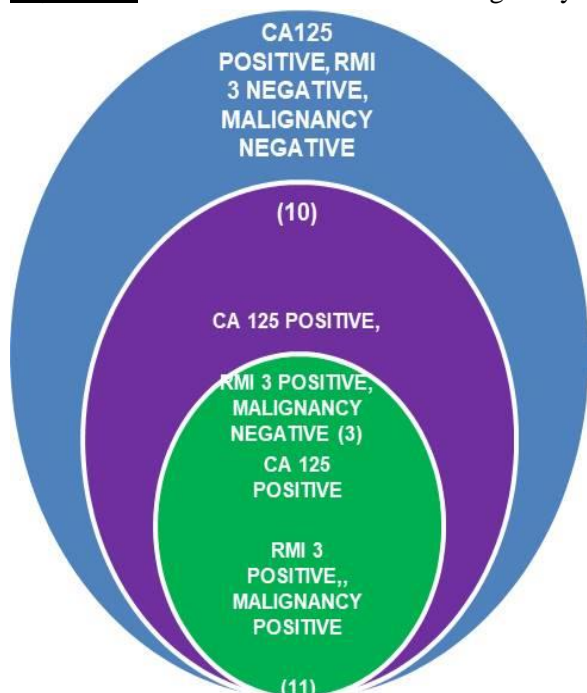 CA125
POSITIVE, RMI
3 NEGATIVE,
MALIGNANCY
NEGATIVE
(10)
CA 125 POSITIVE,
RMI 3 POSITIVE,
MALIGNANCY
NEGATIVE (3)
CA 125
POSITIVE
RMI 3
POSITIVE,,
MALIGNANCY
POSITIVE
(11)